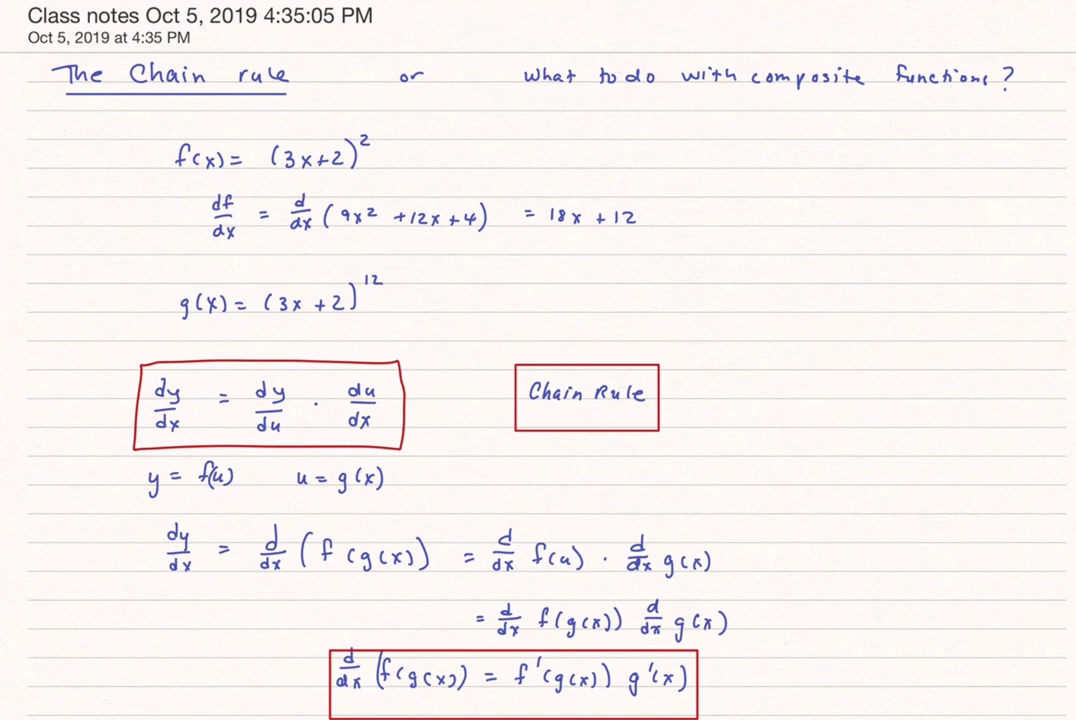 Class notes Oct 5, 2019 4:35:05 PM
Oct 5, 2019 at 4:35 PM
The Chain rule or what to do with composite functions?
f(x) = (3x+2)^2
df/dx = d/dx (9x^2 +12x+4) = 18x + 12
g(x) = (3x +2)^12
dy/dx = dy/du · du/dx Chain Rule
y = f(u) u = g(x)
dy/dx = d/dx (f(g(x)) = d/dx f(u) · d/dx g(x)
= d/dx f(g(x)) d/dx g(x)
d/dx (f(g(x)) = f'(g(x)) g'(x)